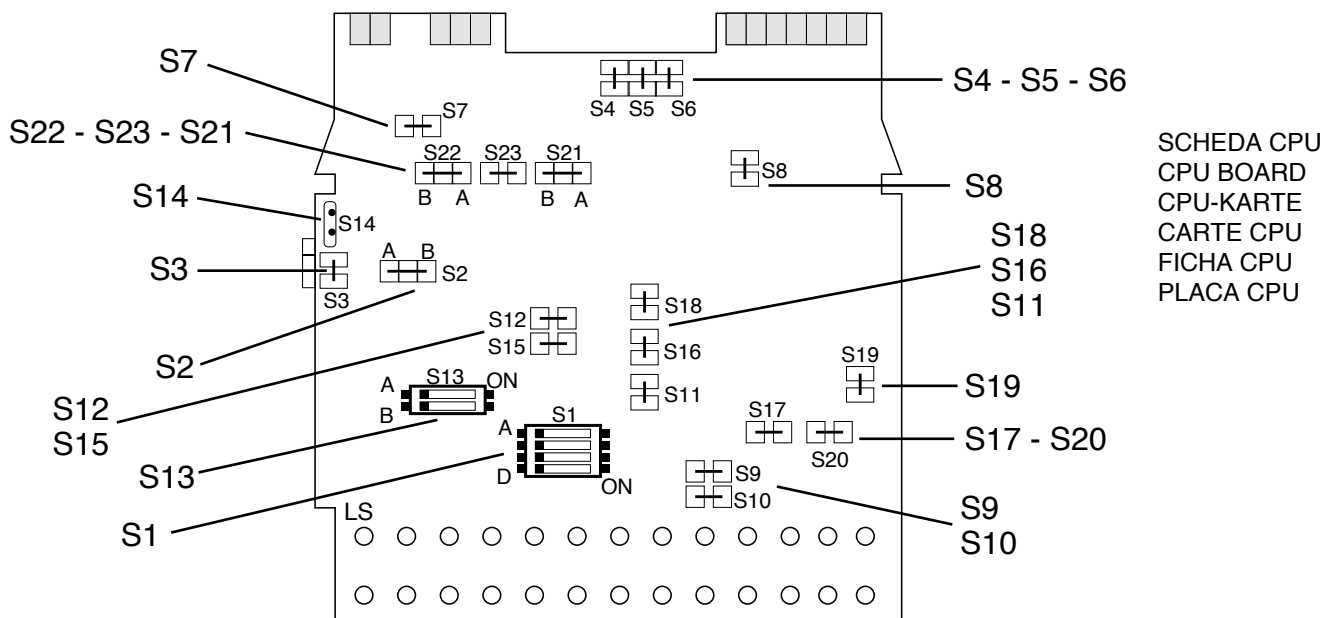 S7
S22 - S23 - S21
S14
S3
S2
S12
S15
S13
S1
S4 S5 S6
S7
S22 S23 S21
B A B A
S8
S14
A B
S3
S2
S12
S15
S18
S16
S11
S13
A ON
B
S1
A
D
ON
S19
S17
S20
S9
S10
LS
S4 - S5 - S6
S8
S18
S16
S11
S19
S17 - S20
S9
S10
SCHEDA CPU
CPU BOARD
CPU-KARTE
CARTE CPU
FICHA CPU
PLACA CPU